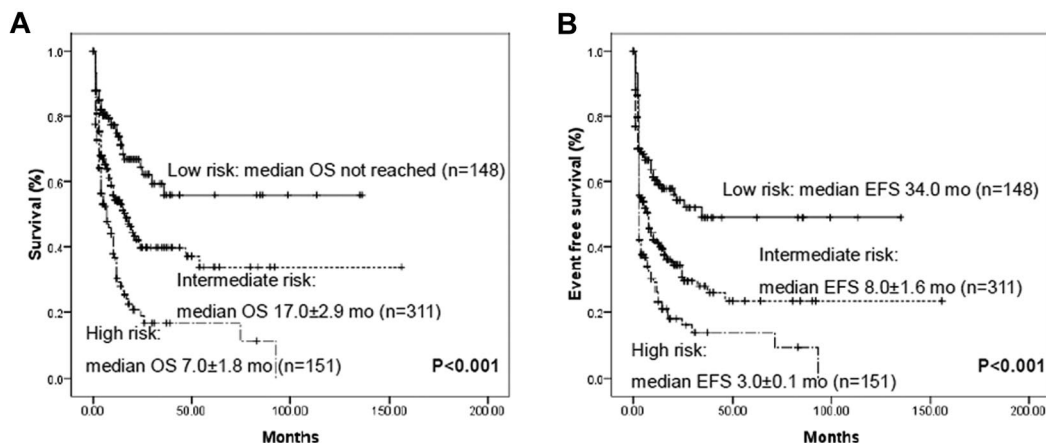 A
Survival (%)
1.0
0.8
0.6
0.4
0.2
0.0
Low risk: median OS not reached (n=148)
Intermediate risk:
median OS 17.0±2.9 mo (n=311)
High risk:
median OS 7.0±1.8 mo (n=151)
P<0.001
0.00 50.00 100.00 150.00 200.00
Months
B
Event free survival (%)
1.0
0.8
0.6
0.4
0.2
0.0
Low risk: median EFS 34.0 mo (n=148)
Intermediate risk:
median EFS 8.0±1.6 mo (n=311)
High risk:
median EFS 3.0±0.1 mo (n=151)
P<0.001
0.00 50.00 100.00 150.00 200.00
Months